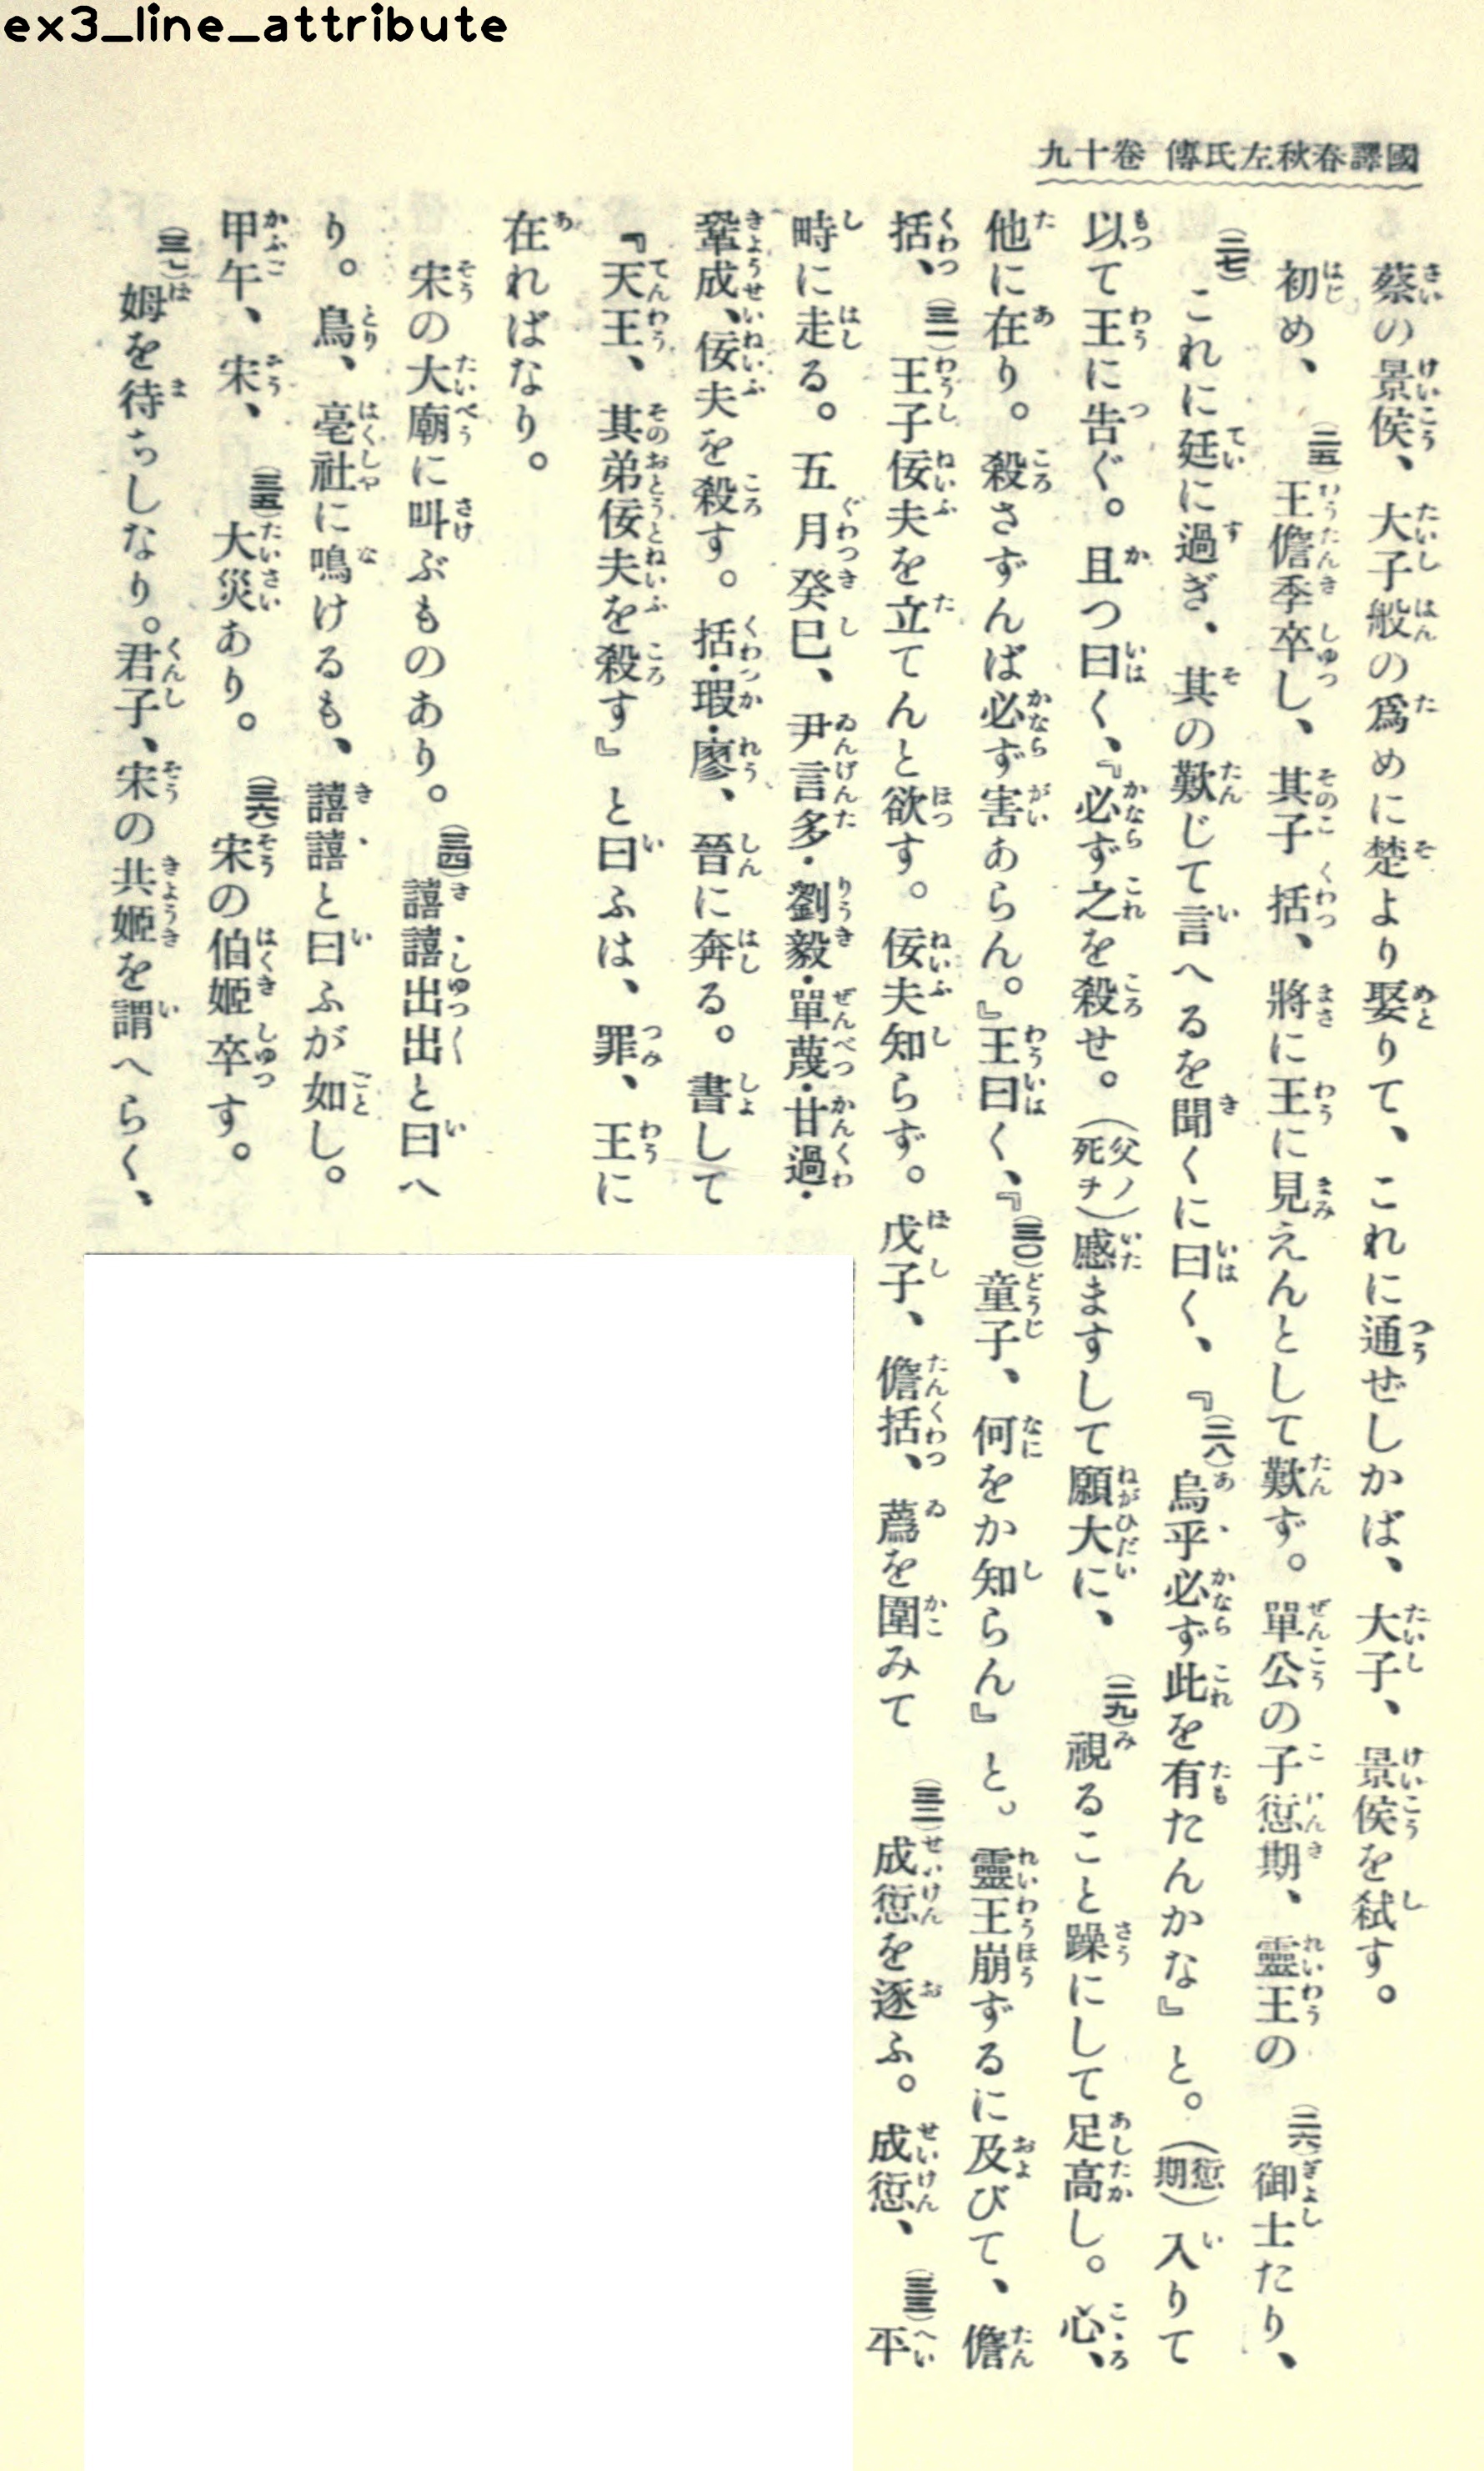 ex3_line_attribute
國譯春秋左氏傳 卷十九
蔡の景侯、大子般の爲めに楚より娶りて、これに通ぜしかば、大子、景侯を弑す。
初め、(二五)王儋季卒し、其子括、將に王に見えんとして歎ず。單公の子愆期、靈王の(二六)御士たり、
(二七)これに廷に過ぎ、其の歎じて言へるを聞くに曰く、『(二八)烏乎必ず此を有たんかな』と。(愆期)入りて
以て王に告ぐ。且つ曰く、『必ず之を殺せ。(父ノ死チ)慼ますして願大に、(二九)視ること躁にして足高し。心、
他に在り。殺さずんば必ず害あらん。』王曰く、『(三〇)童子、何をか知らん』と。靈王崩ずるに及びて、儋
括、(三一)王子佞夫を立てんと欲す。佞夫知らず。戊子、儋括、蔿を圍みて(三二)成愆を逐ふ。成愆、(三三)平
畤に走る。五月癸巳、尹言多・劉毅・單蔑・甘過・
鞏成、佞夫を殺す。括・瑕・廖、晉に奔る。書して
『天王、其弟佞夫を殺す』と曰ふは、罪、王に
在ればなり。
宋の大廟に叫ぶものあり。(三四)譆譆出出と曰へ
り。鳥、亳社に鳴けるも、譆譆と曰ふが如し。
甲午、宋、(三五)大災あり。(三六)宋の伯姬卒す。
(三七)姆を待ちしなり。君子、宋の共姬を謂へらく、